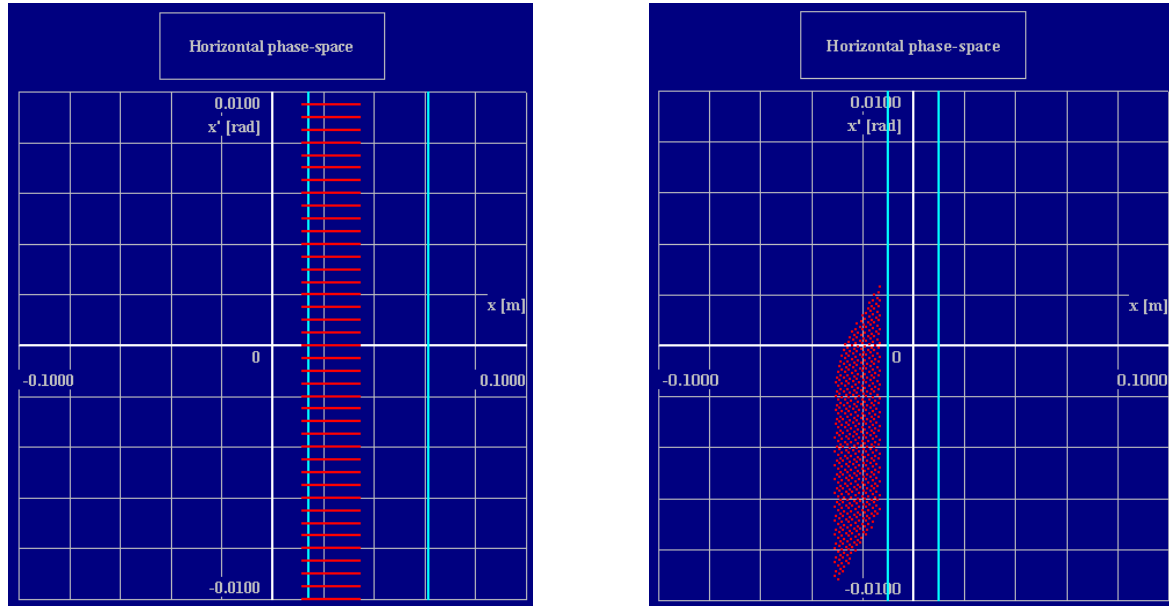 Horizontal phase-space
0.0100
x' [rad]
x [m]
0
-0.1000
0.1000
-0.0100
Horizontal phase-space
0.0100
x' [rad]
x [m]
0
-0.1000
0.1000
-0.0100